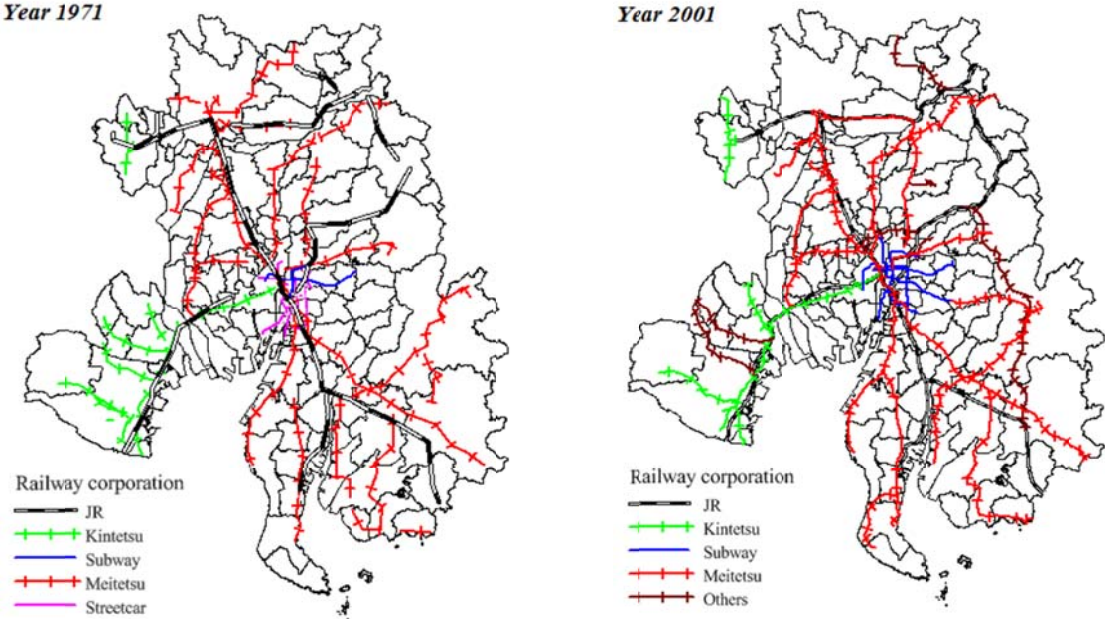 Year 1971
Railway corporation
JR
Kintetsu
Subway
Meitetsu
Streetcar
Year 2001
Railway corporation
JR
Kintetsu
Subway
Meitetsu
Others